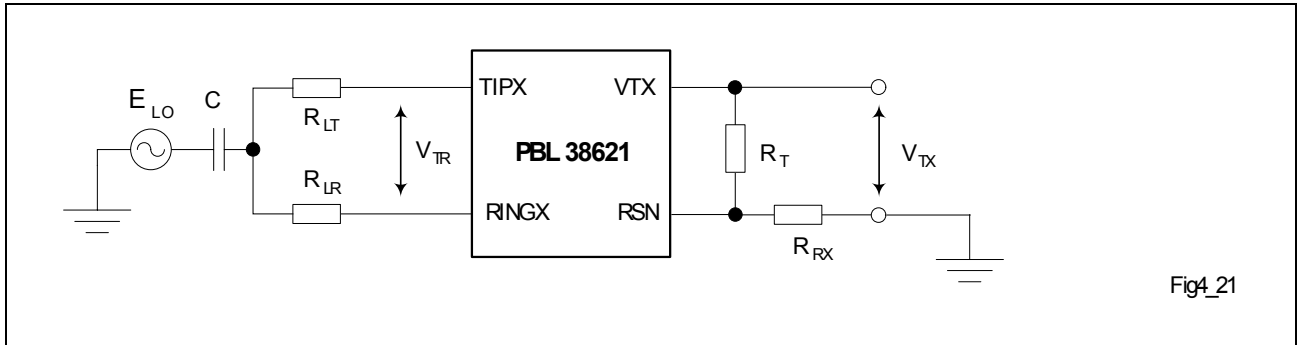 E LO
C
R LT
R LR
V TR
TIPX
RINGX
PBL 38621
VTX
RSN
R T
R RX
V TX
Fig4_21